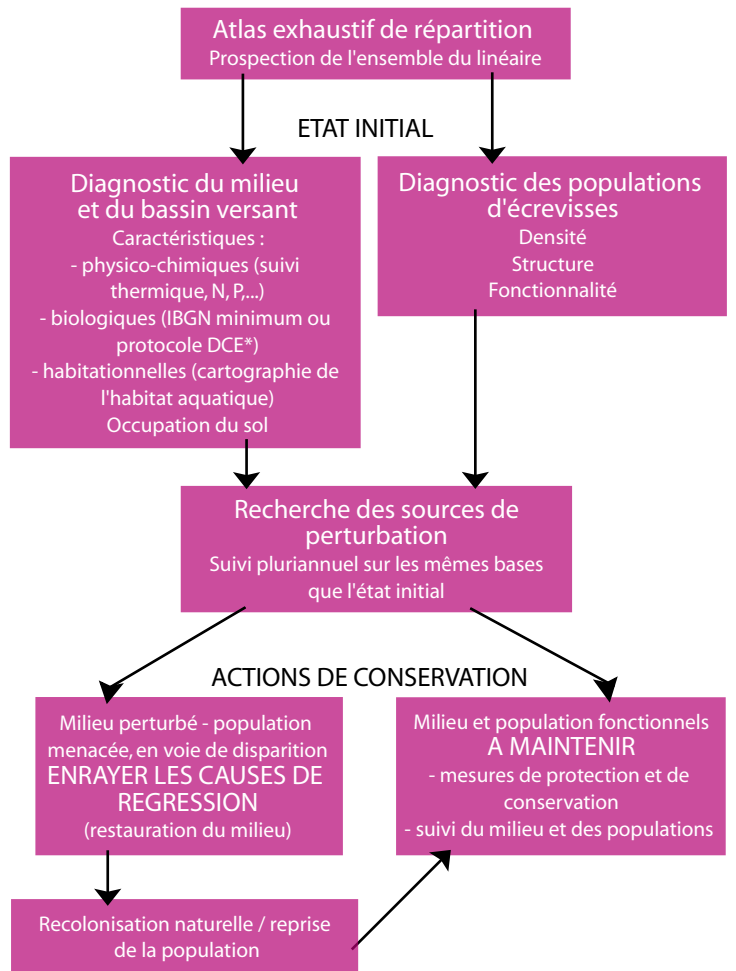 Atlas exhaustif de répartition
Prospection de l'ensemble du linéaire
ETAT INITIAL
Diagnostic du milieu
et du bassin versant
Caractéristiques :
- physico-chimiques (suivi
thermique, N, P,...)
- biologiques (IBGN minimum ou
protocole DCE*)
- habitationnelles (cartographie de
l'habitat aquatique)
Occupation du sol
Diagnostic des populations
d'écrevisses
Densité
Structure
Fonctionnalité
Recherche des sources de
perturbation
Suivi pluriannuel sur les mêmes bases
que l'état initial
ACTIONS DE CONSERVATION
Milieu perturbé - population
menacée, en voie de disparition
ENRAYER LES CAUSES DE
REGRESSION
(restauration du milieu)
Milieu et population fonctionnels
A MAINTENIR
- mesures de protection et de
conservation
- suivi du milieu et des populations
Recolonisation naturelle / reprise
de la population